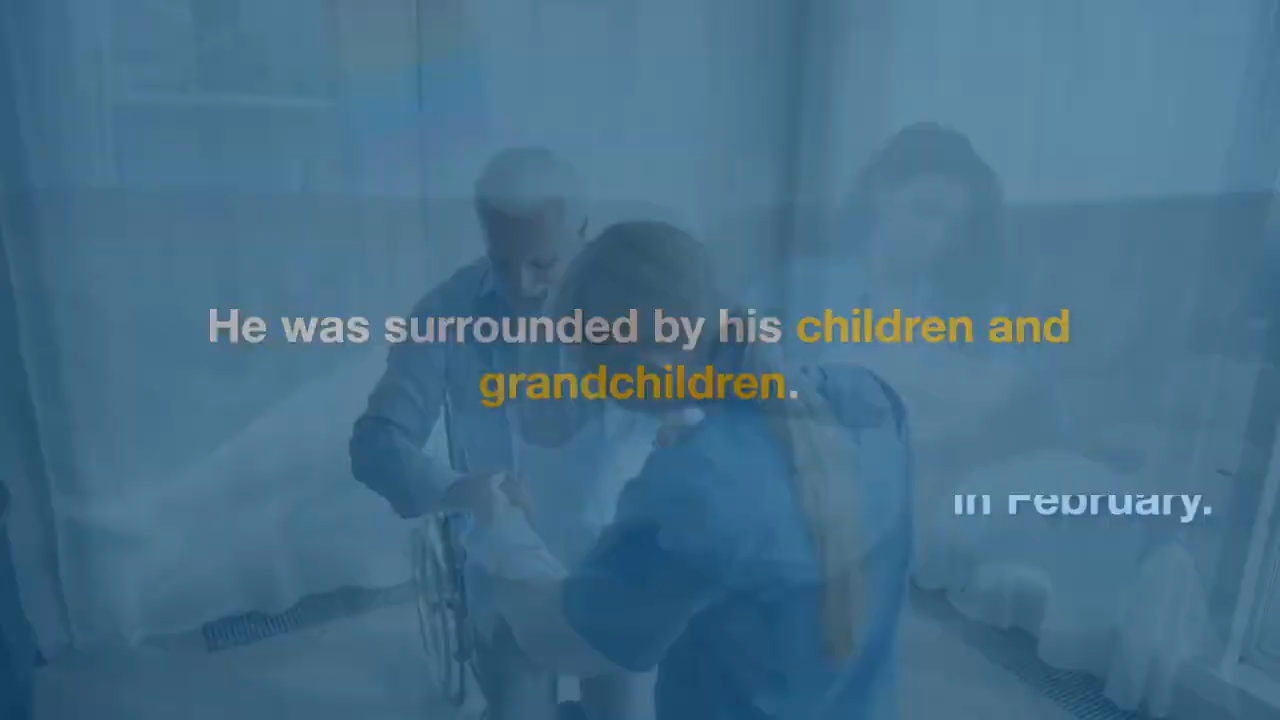 He was surrounded by his children and
grandchildren.
in February.